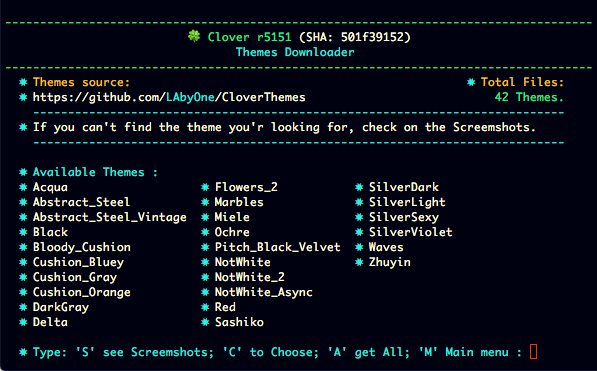 Clover r5151 (SHA: 501f39152)
Themes Downloader
Themes source: Total Files:
https://github.com/LAbyOne/CloverThemes 42 Themes.
If you can't find the theme you'r looking for, check on the Screemshots.
Available Themes :
Acqua Flowers_2 SilverDark
Abstract_Steel Marbles SilverLight
Abstract_Steel_Vintage Miele SilverSexy
Black Ochre SilverViolet
Bloody_Cushion Pitch_Black_Velvet Waves
Cushion_Bluey NotWhite Zhuyin
Cushion_Gray NotWhite_2
Cushion_Orange NotWhite_Async
DarkGray Red
Delta Sashiko
Type: 'S' see Screenshots; 'C' to Choose; 'A' get All; 'M' Main menu :